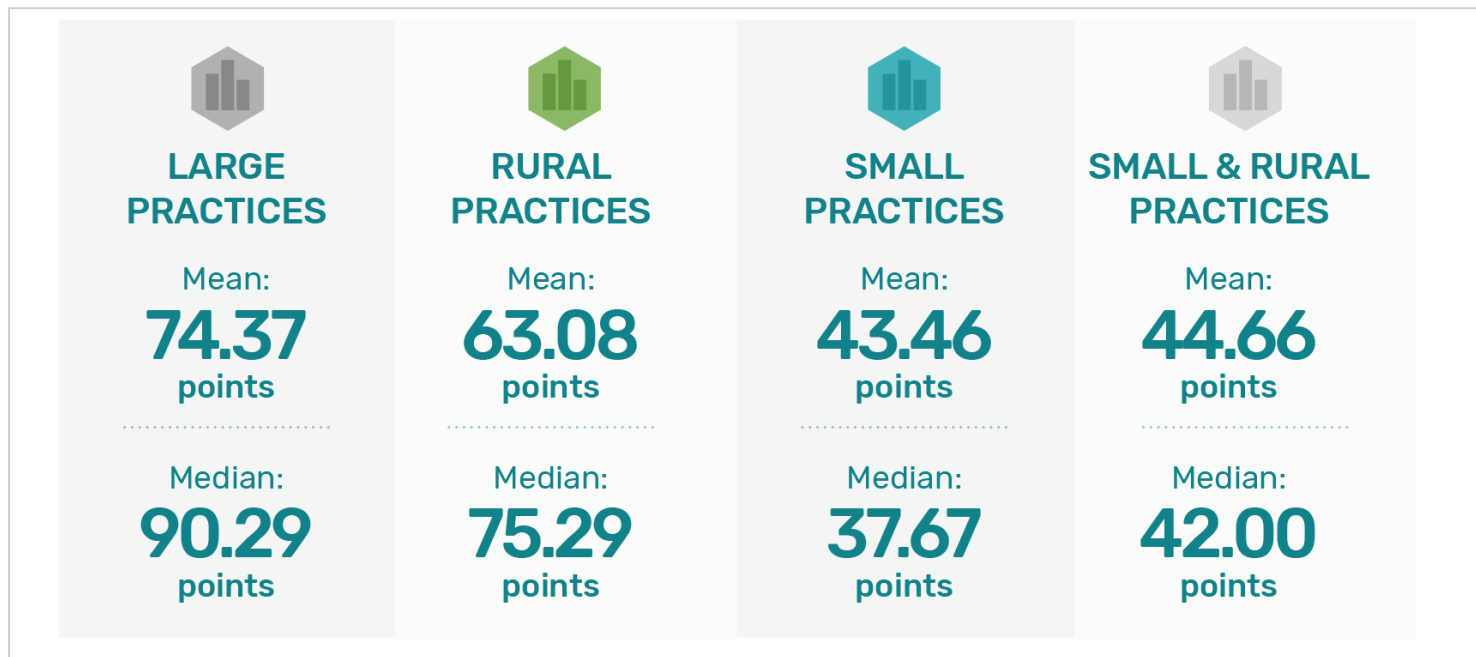 LARGE
PRACTICES
Mean:
74.37
points
Median:
90.29
points
RURAL
PRACTICES
Mean:
63.08
points
Median:
75.29
points
SMALL
PRACTICES
Mean:
43.46
points
Median:
37.67
points
SMALL & RURAL
PRACTICES
Mean:
44.66
points
Median:
42.00
points